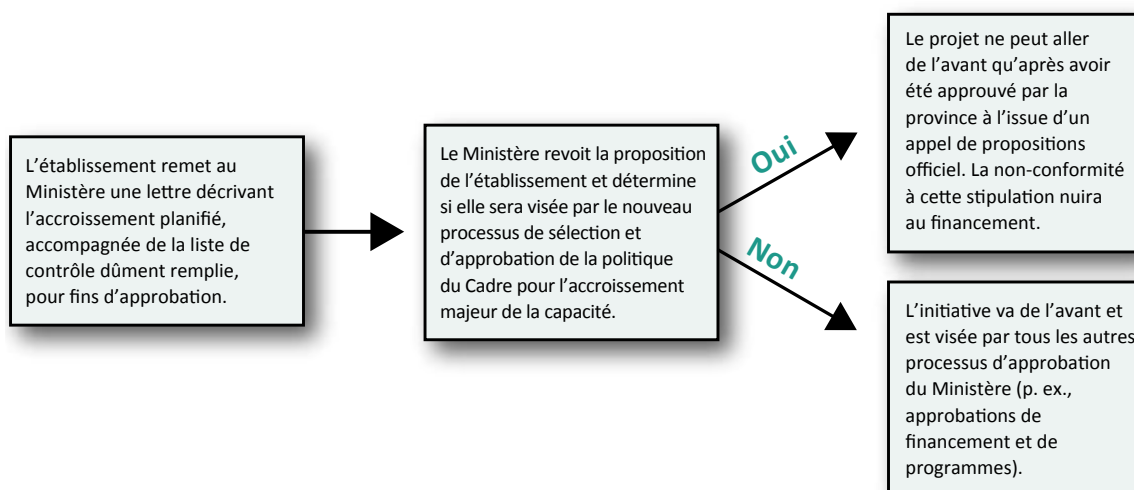 L'établissement remet au
Ministère une lettre décrivant
l'accroissement planifié,
accompagnée de la liste de
contrôle dûment remplie,
pour fins d'approbation.
Le Ministère revoit la proposition
de l'établissement et détermine
si elle sera visée par le nouveau
processus de sélection et
d'approbation de la politique
du Cadre pour l'accroissement
majeur de la capacité.
Oui
Le projet ne peut aller
de l'avant qu'après avoir
été approuvé par la
province à l'issue d'un
appel de propositions
officiel. La non-conformité
à cette stipulation nuira
au financement.
Non
L'initiative va de l'avant et
est visée par tous les autres
processus d'approbation
du Ministère (p. ex.,
approbations de
financement et de
programmes).